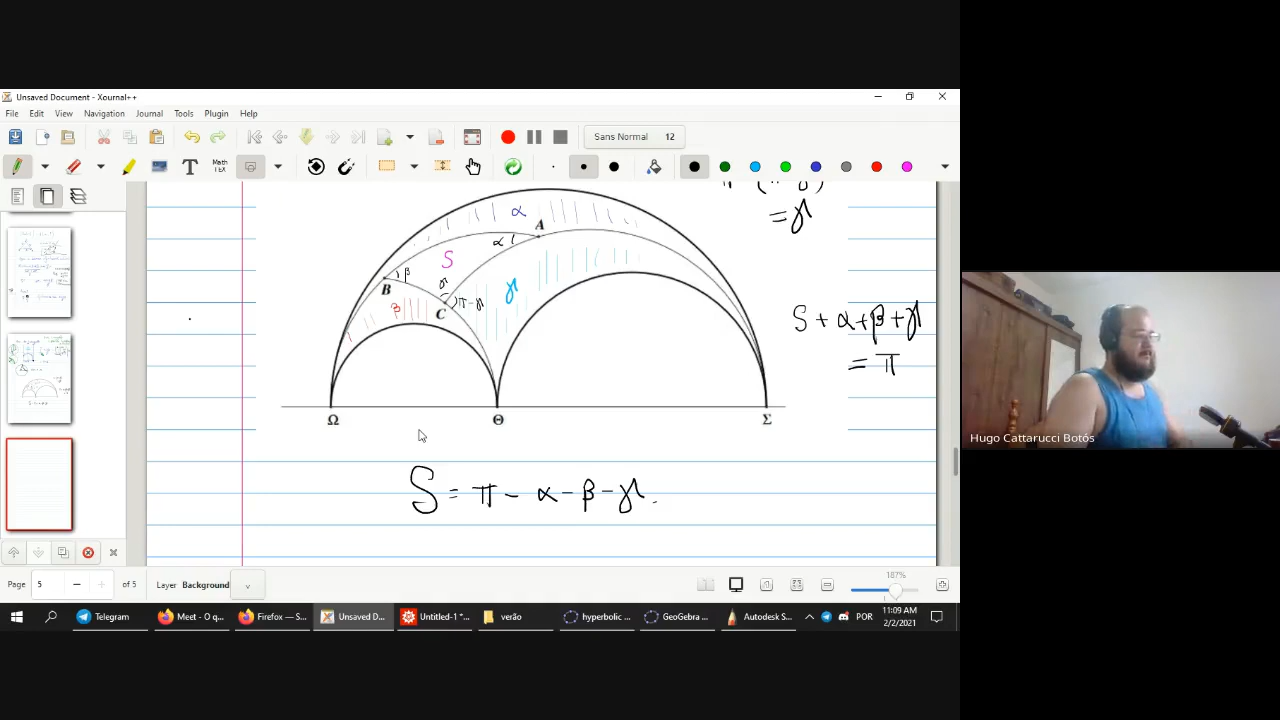 Unsaved Document - Xournal++
File Edit View Navigation Journal Tools Plugin Help
Sans Normal 12
= γ
α
A
α
S
β
B
γ
π-γ
γ
β
C
S + α + β + γ
= π
Ω Θ Σ
S = π - α - β - γ.
Hugo Cattarucci Botós
187%
Page 5 of 5 Layer Background
Telegram Meet - O q... Firefox — S... Unsaved D... Untitled-1 *... verão hyperbolic ... GeoGebra ... Autodesk S... POR
11:09 AM
2/2/2021